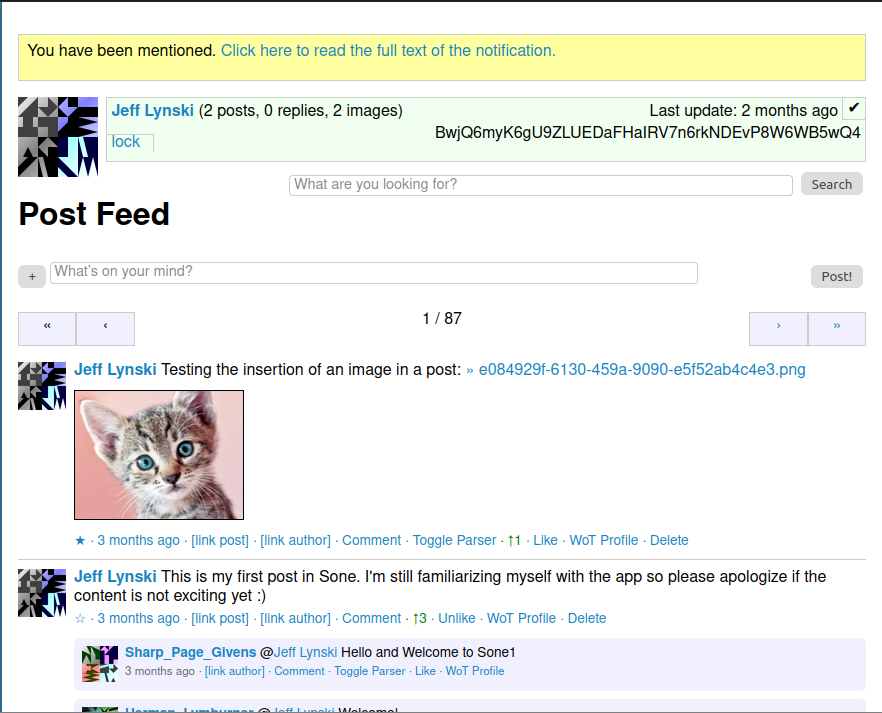 You have been mentioned. Click here to read the full text of the notification.
Jeff Lynski (2 posts, 0 replies, 2 images) Last update: 2 months ago ✔
BwjQ6myK6gU9ZLUEDaFHaIRV7n6rkNDEvP8W6WB5wQ4
lock
What are you looking for? Search
Post Feed
+ What's on your mind? Post!
« ‹ 1 / 87 › »
Jeff Lynski Testing the insertion of an image in a post: » e084929f-6130-459a-9090-e5f52ab4c4e3.png
★ · 3 months ago · [link post] · [link author] · Comment · Toggle Parser · ↑1 · Like · WoT Profile · Delete
Jeff Lynski This is my first post in Sone. I'm still familiarizing myself with the app so please apologize if the
content is not exciting yet :)
☆ · 3 months ago · [link post] · [link author] · Comment · ↑3 · Unlike · WoT Profile · Delete
Sharp_Page_Givens @Jeff Lynski Hello and Welcome to Sone1
3 months ago · [link author] · Comment · Toggle Parser · Like · WoT Profile
Herman_Lymburner @Jeff Lynski Welcome!